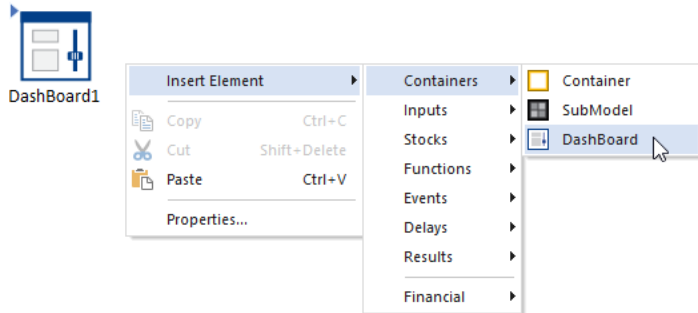 DashBoard1
Insert Element
Copy Ctrl+C
Cut Shift+Delete
Paste Ctrl+V
Properties...
Containers
Inputs
Stocks
Functions
Events
Delays
Results
Financial
Container
SubModel
DashBoard